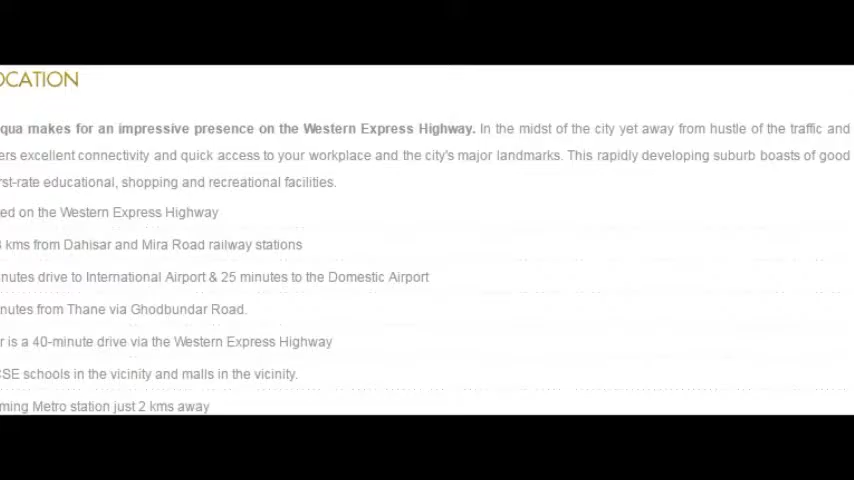 OCATION
qua makes for an impressive presence on the Western Express Highway. In the midst of the city yet away from hustle of the traffic and
ers excellent connectivity and quick access to your workplace and the city's major landmarks. This rapidly developing suburb boasts of good
rst-rate educational, shopping and recreational facilities.
ted on the Western Express Highway
kms from Dahisar and Mira Road railway stations
nutes drive to International Airport & 25 minutes to the Domestic Airport
nutes from Thane via Ghodbundar Road.
r is a 40-minute drive via the Western Express Highway
SE schools in the vicinity and malls in the vicinity.
ming Metro station just 2 kms away